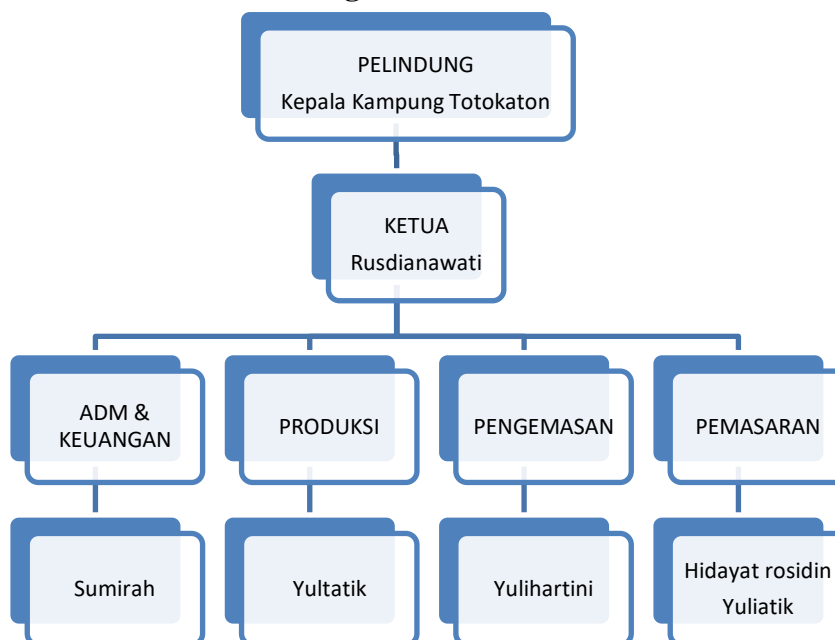 PELINDUNG
Kepala Kampung Totokaton
KETUA
Rusdianawati
ADM &
KEUANGAN
PRODUKSI
PENGEMASAN
PEMASARAN
Sumirah
Yultatik
Yulihartini
Hidayat rosidin
Yuliatik